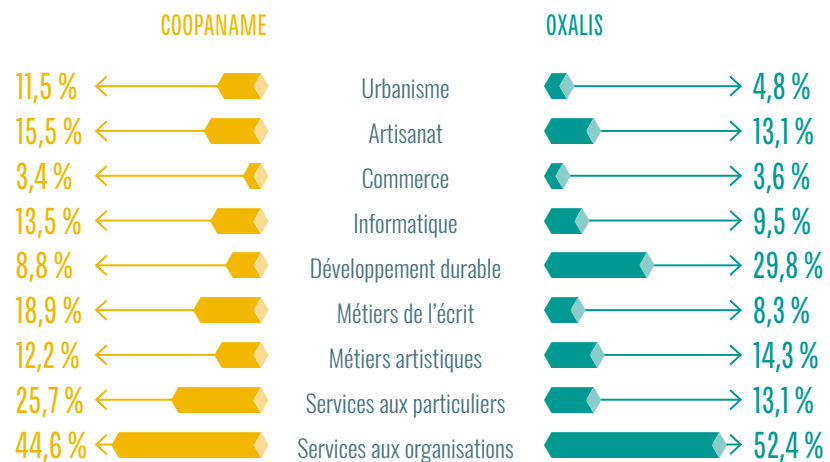 COOPANAME OXALIS
11,5 % Urbanisme 4,8 %
15,5 % Artisanat 13,1 %
3,4 % Commerce 3,6 %
13,5 % Informatique 9,5 %
8,8 % Développement durable 29,8 %
18,9 % Métiers de l’écrit 8,3 %
12,2 % Métiers artistiques 14,3 %
25,7 % Services aux particuliers 13,1 %
44,6 % Services aux organisations 52,4 %